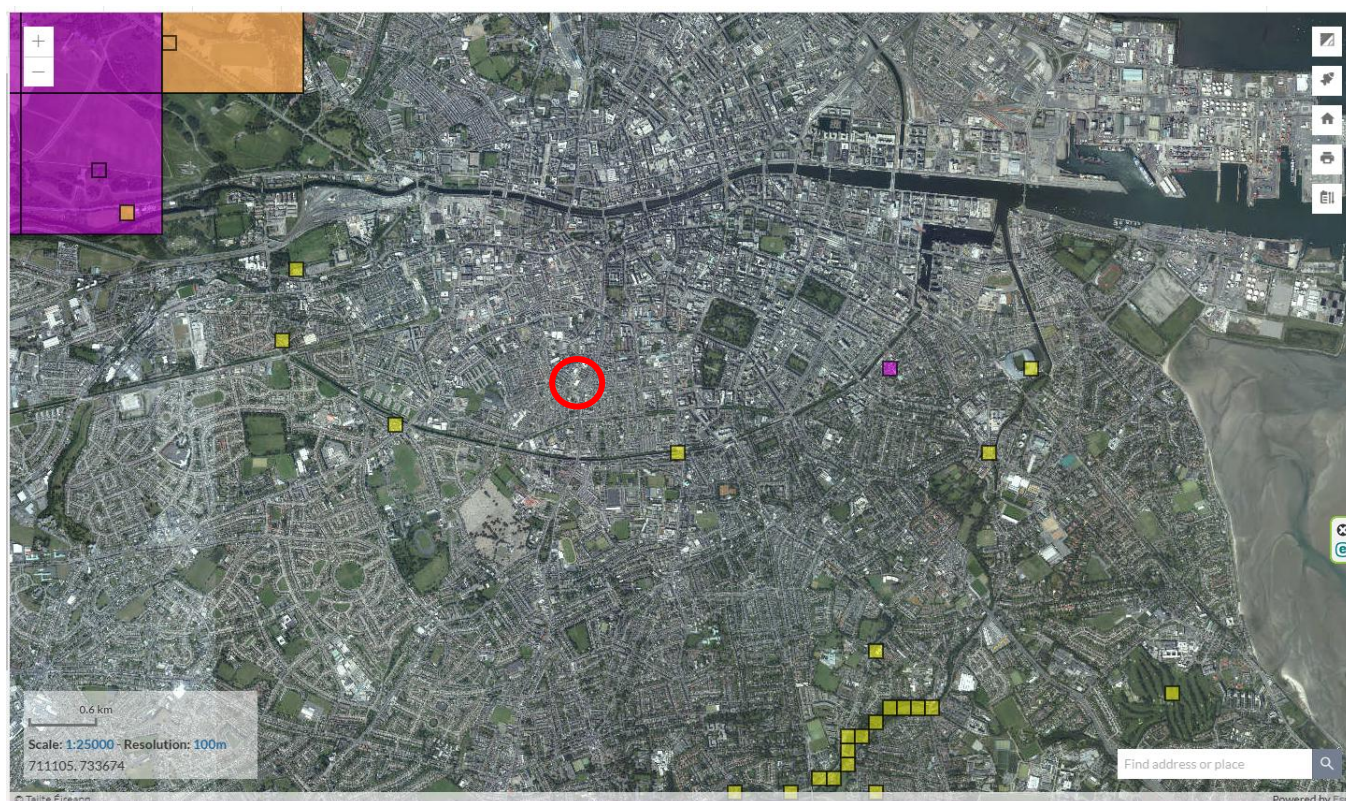 +
−
0.6 km
Scale: 1:25000 - Resolution: 100m
711105, 733674
Find address or place
© Tailte Éireann
Powered by Esri